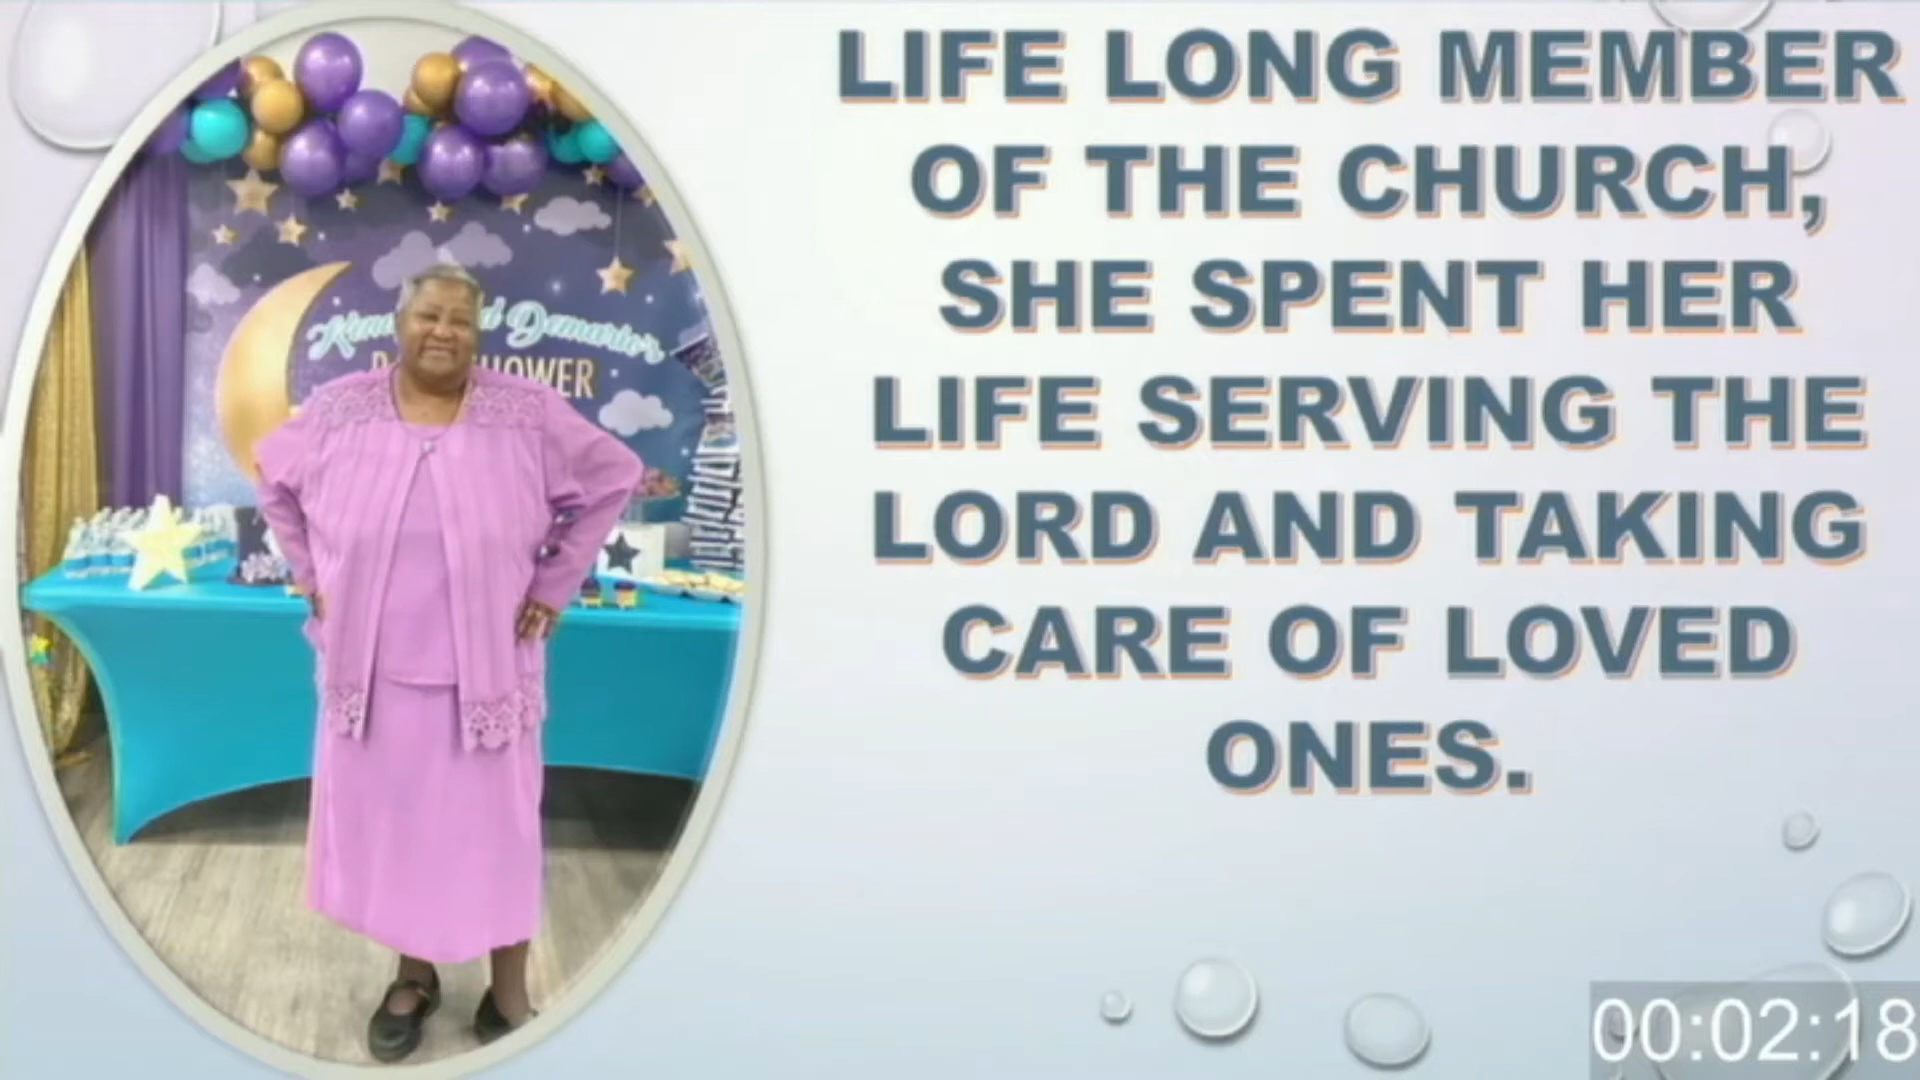 LIFE LONG MEMBER
OF THE CHURCH,
SHE SPENT HER
LIFE SERVING THE
LORD AND TAKING
CARE OF LOVED
ONES.
Demario's
SHOWER
00:02:18